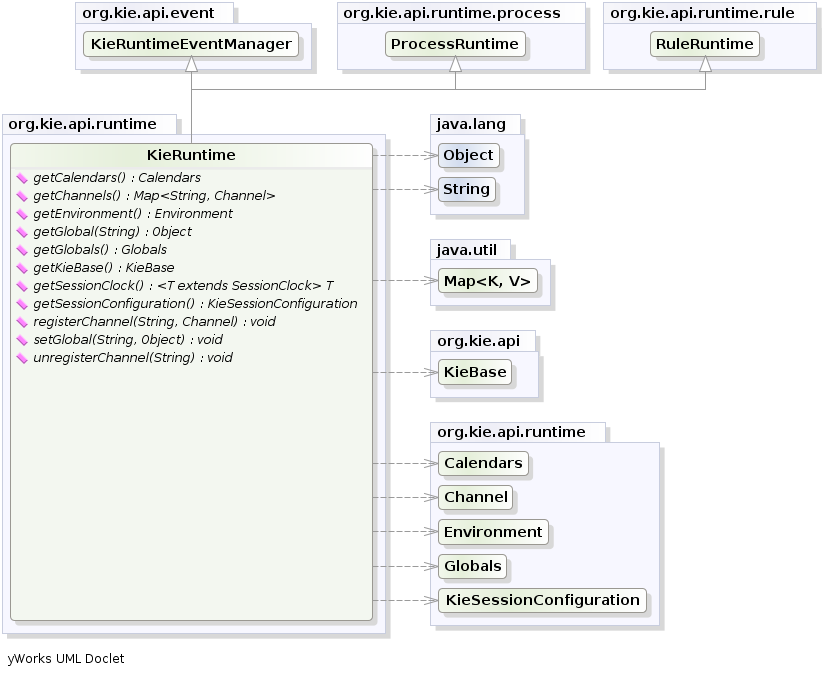 org.kie.api.event
org.kie.api.runtime.process
org.kie.api.runtime.rule
KieRuntimeEventManager
ProcessRuntime
RuleRuntime
org.kie.api.runtime
java.lang
KieRuntime
Object
getCalendars() : Calendars
getChannels() : Map<String, Channel>
String
getEnvironment() : Environment
getGlobal(String) : Object
getGlobals() : Globals
java.util
getKieBase() : KieBase
getSessionClock() : <T extends SessionClock> T
Map<K, V>
getSessionConfiguration() : KieSessionConfiguration
registerChannel(String, Channel) : void
setGlobal(String, Object) : void
org.kie.api
unregisterChannel(String) : void
KieBase
org.kie.api.runtime
Calendars
Channel
Environment
Globals
KieSessionConfiguration
yWorks UML Doclet